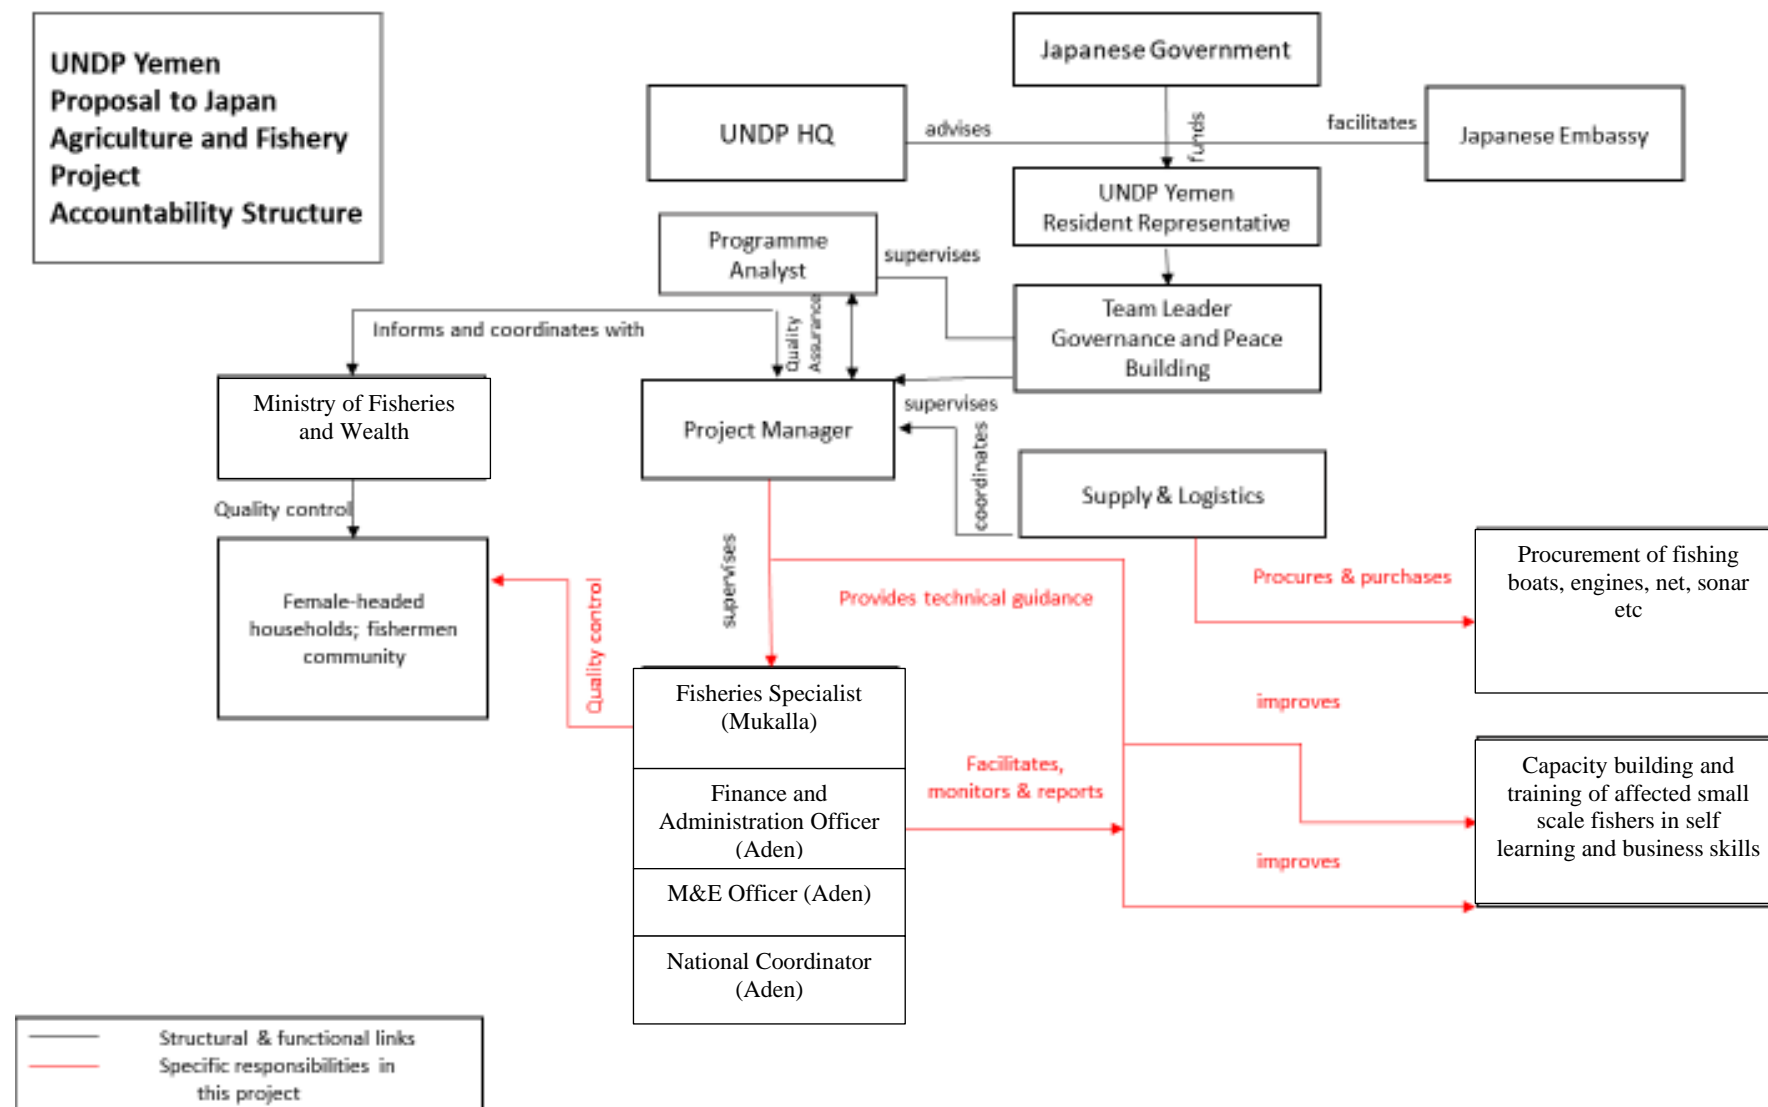 UNDP Yemen
Proposal to Japan
Agriculture and Fishery
Project
Accountability Structure
Japanese Government
UNDP HQ
advises
funds
facilitates
Japanese Embassy
UNDP Yemen
Resident Representative
Programme
Analyst
supervises
Team Leader
Governance and Peace
Building
Informs and coordinates with
Quality
Assurance
Ministry of Fisheries
and Wealth
Project Manager
supervises
coordinates
Supply & Logistics
Quality control
Female-headed
households; fishermen
community
Quality control
supervises
Provides technical guidance
Procures & purchases
Procurement of fishing
boats, engines, net, sonar
etc
Fisheries Specialist
(Mukalla)
Finance and
Administration Officer
(Aden)
M&E Officer (Aden)
National Coordinator
(Aden)
Facilitates,
monitors & reports
improves
improves
Capacity building and
training of affected small
scale fishers in self
learning and business skills
Structural & functional links
Specific responsibilities in
this project